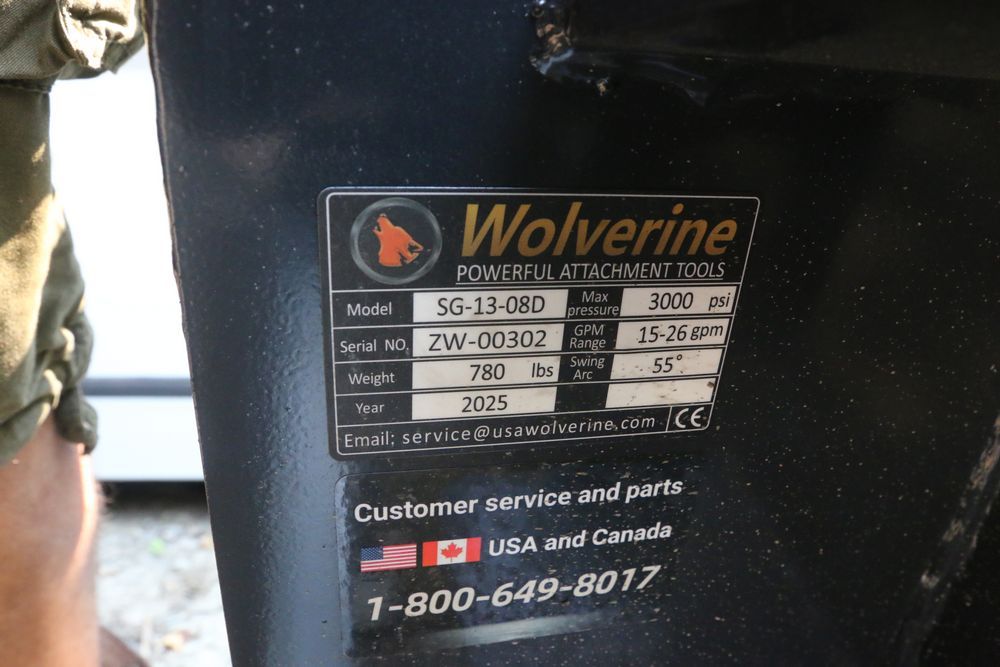 Wolverine
POWERFUL ATTACHMENT TOOLS
Model SG-13-08D Max pressure 3000 psi
Serial NO. ZW-00302 GPM Range 15-26 gpm
Weight 780 lbs Swing Arc 55°
Year 2025
Email; service@usawolverine.com CE
Customer service and parts
USA and Canada
1-800-649-8017